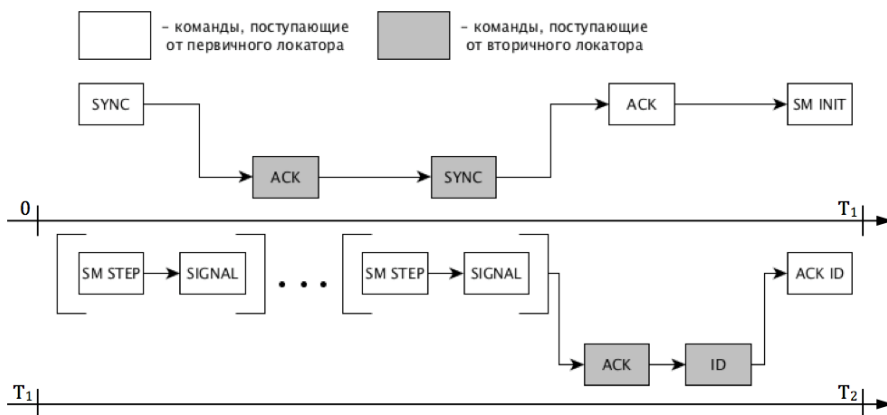 – команды, поступающие
от первичного локатора
– команды, поступающие
от вторичного локатора
SYNC
ACK
SM INIT
ACK
SYNC
0
T₁
SM STEP
SIGNAL
• • •
SM STEP
SIGNAL
ACK ID
ACK
ID
T₁
T₂